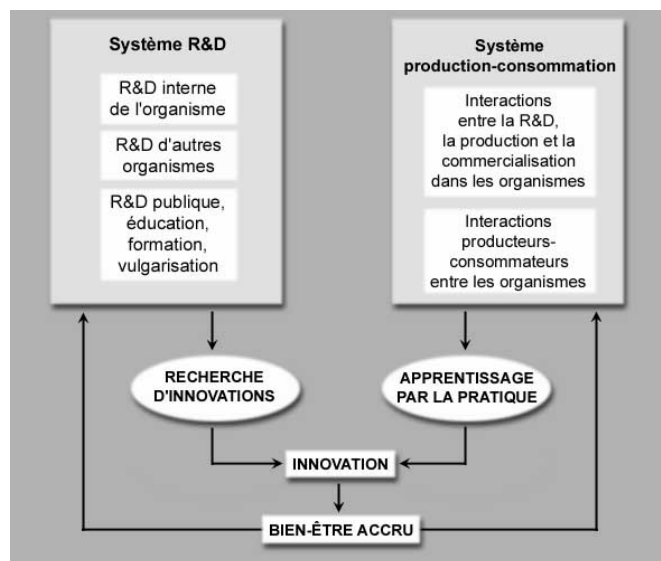 Système R&D
R&D interne
de l'organisme
R&D d'autres
organismes
R&D publique,
éducation,
formation,
vulgarisation
Système
production-consommation
Interactions
entre la R&D,
la production et la
commercialisation
dans les organismes
Interactions
producteurs-
consommateurs
entre les organismes
RECHERCHE
D'INNOVATIONS
APPRENTISSAGE
PAR LA PRATIQUE
INNOVATION
BIEN-ÊTRE ACCRU